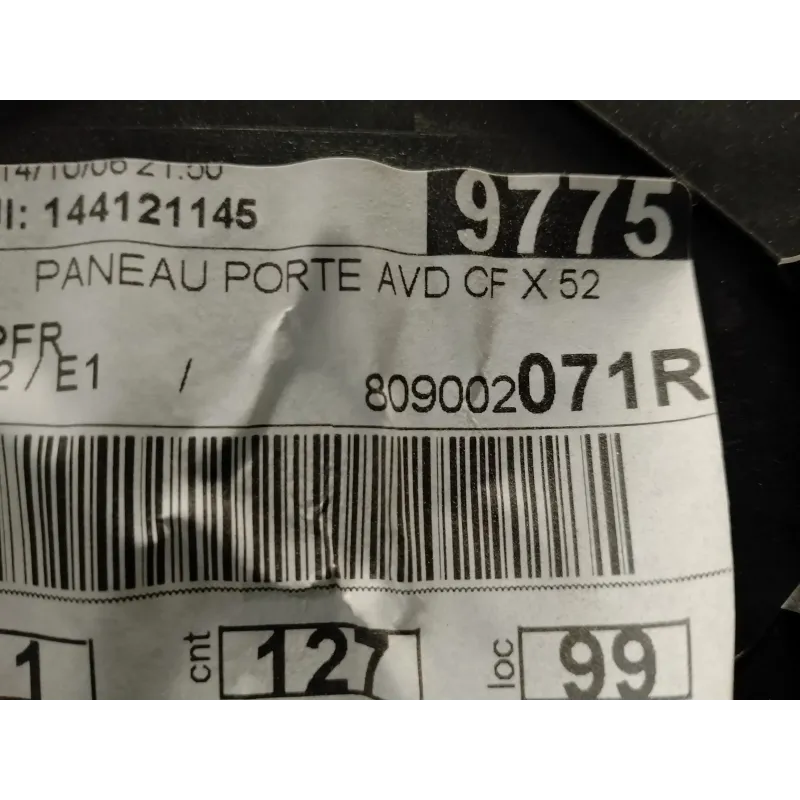 14/10/06 21:50
UI: 144121145
9775
PANEAU PORTE AVD CF X 52
PFR
2 / E1 /
809002071R
1
cnt 127
loc 99